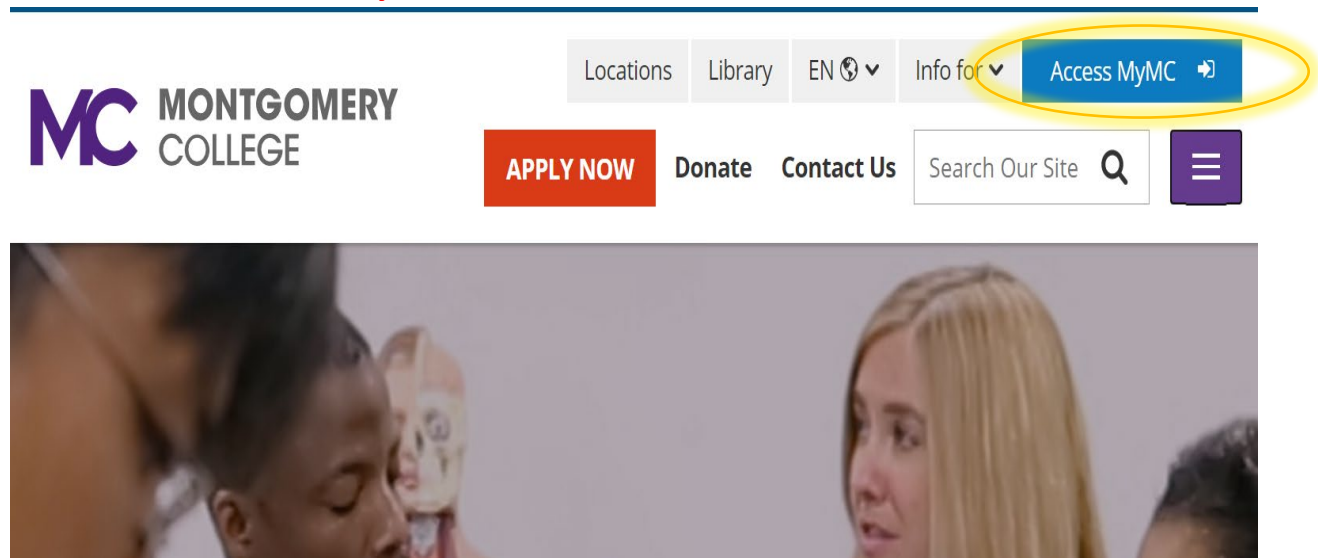 Locations Library EN Info for Access MyMC
MC MONTGOMERY
COLLEGE
APPLY NOW Donate Contact Us Search Our Site